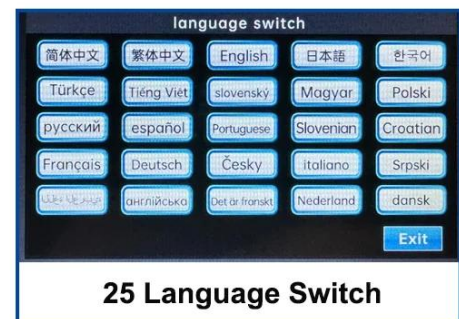 language switch
简体中文 繁体中文 English 日本語 한국어
Türkçe Tiếng Việt slovenský Magyar Polski
русский español Portuguese Slovenian Croatian
Français Deutsch Česky italiano Srpski
англійська Det är franskt Nederland dansk
Exit
25 Language Switch